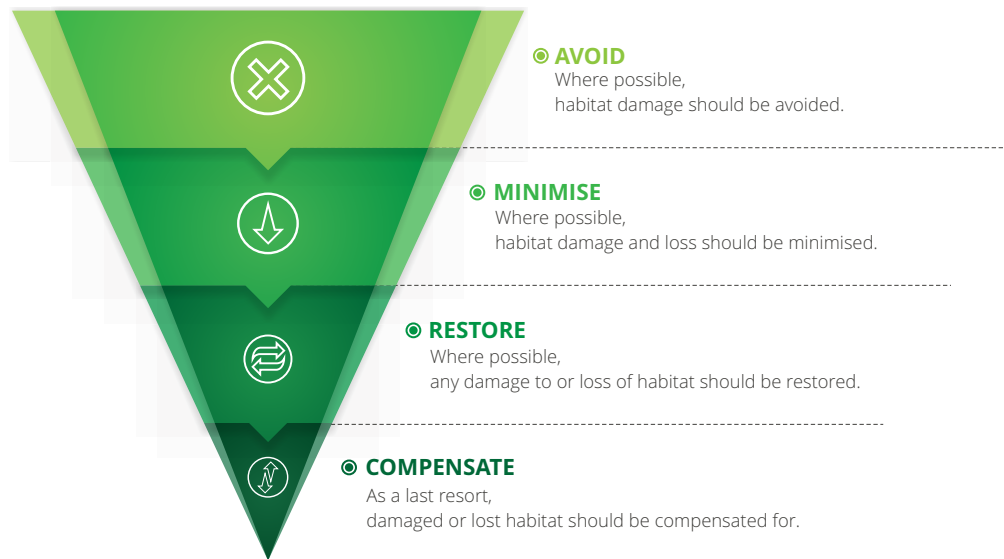 AVOID
Where possible,
habitat damage should be avoided.
MINIMISE
Where possible,
habitat damage and loss should be minimised.
RESTORE
Where possible,
any damage to or loss of habitat should be restored.
COMPENSATE
As a last resort,
damaged or lost habitat should be compensated for.